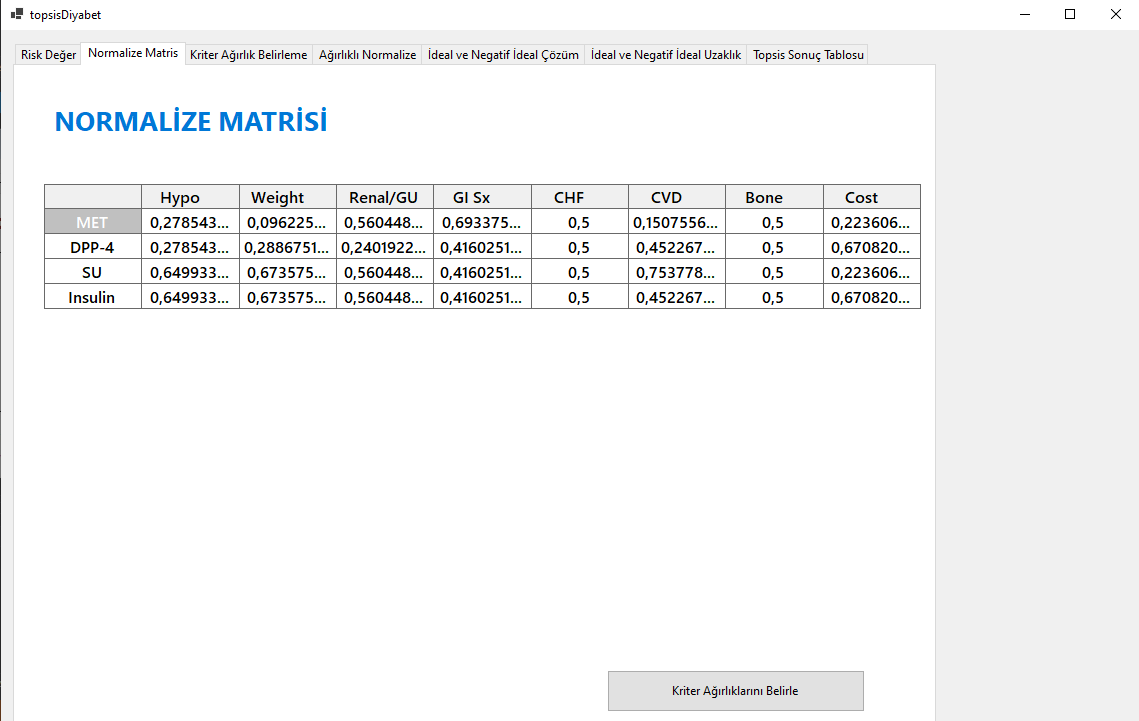 topsisDiyabet
Risk Değer Normalize Matris Kriter Ağırlık Belirleme Ağırlıklı Normalize İdeal ve Negatif İdeal Çözüm İdeal ve Negatif İdeal Uzaklık Topsis Sonuç Tablosu
NORMALİZE MATRİSİ
Hypo Weight Renal/GU GI Sx CHF CVD Bone Cost
MET 0,278543... 0,096225... 0,560448... 0,693375... 0,5 0,1507556... 0,5 0,223606...
DPP-4 0,278543... 0,2886751... 0,2401922... 0,4160251... 0,5 0,452267... 0,5 0,670820...
SU 0,649933... 0,673575... 0,560448... 0,4160251... 0,5 0,753778... 0,5 0,223606...
Insulin 0,649933... 0,673575... 0,560448... 0,4160251... 0,5 0,452267... 0,5 0,670820...
Kriter Ağırlıklarını Belirle